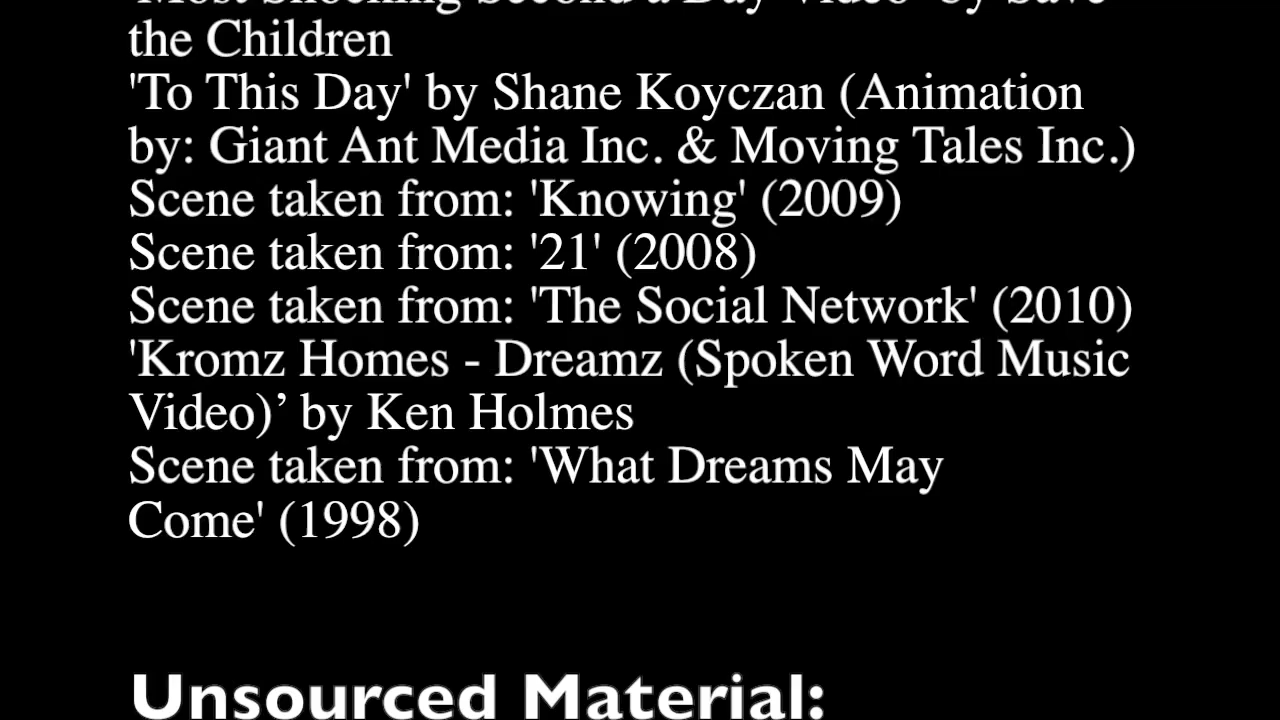 'Most Shocking Second a Day Video' by Save
the Children
'To This Day' by Shane Koyczan (Animation
by: Giant Ant Media Inc. & Moving Tales Inc.)
Scene taken from: 'Knowing' (2009)
Scene taken from: '21' (2008)
Scene taken from: 'The Social Network' (2010)
'Kromz Homes - Dreamz (Spoken Word Music
Video)’ by Ken Holmes
Scene taken from: 'What Dreams May
Come' (1998)
Unsourced Material: